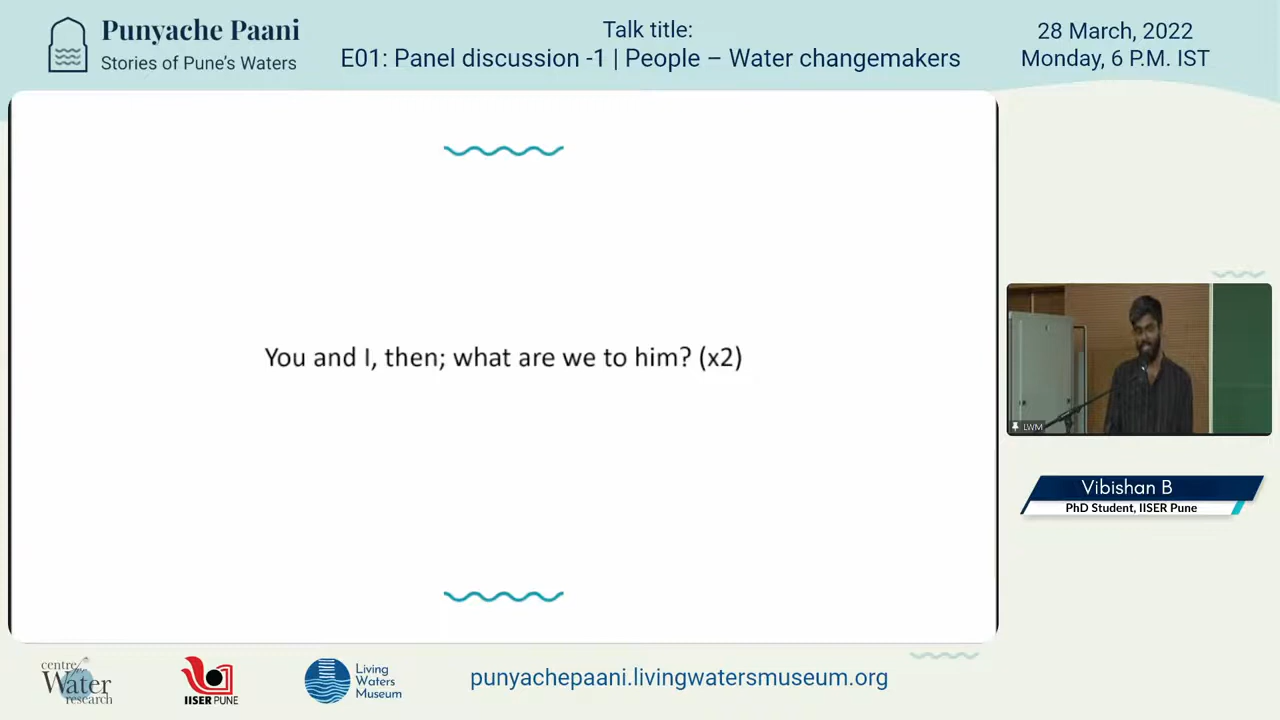 Punyache Paani
Stories of Pune's Waters
Talk title:
E01: Panel discussion -1 | People – Water changemakers
28 March, 2022
Monday, 6 P.M. IST
You and I, then; what are we to him? (x2)
LWM
Vibishan B
PhD Student, IISER Pune
centre
for
Water
research
IISER PUNE
Living
Waters
Museum
punyachepaani.livingwatersmuseum.org